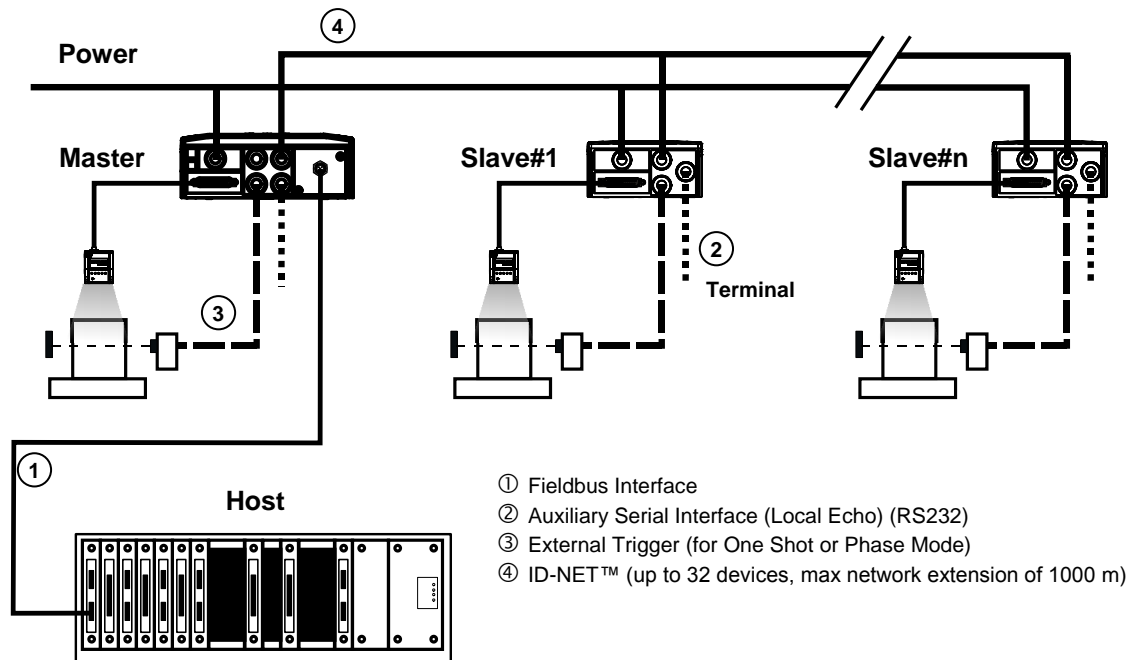 4
Power
Master
Slave#1
Slave#n
2
Terminal
3
1
Host
① Fieldbus Interface
② Auxiliary Serial Interface (Local Echo) (RS232)
③ External Trigger (for One Shot or Phase Mode)
④ ID-NET™ (up to 32 devices, max network extension of 1000 m)